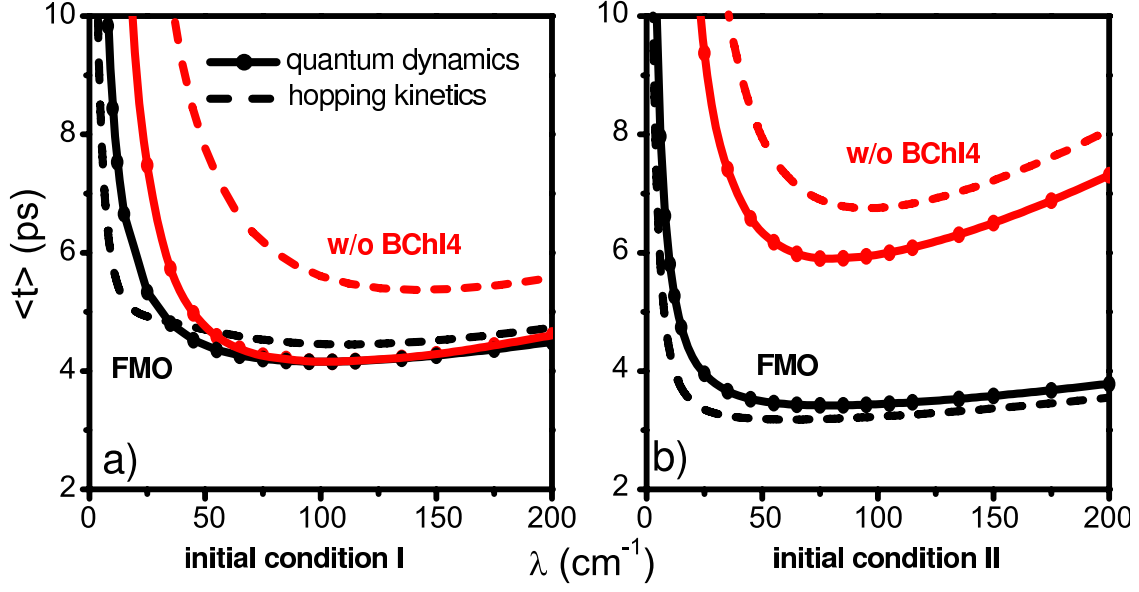 <t> (ps)
10
8
6
4
2
quantum dynamics
hopping kinetics
w/o BChl4
FMO
a)
0
50
100
150
200
initial condition I
10
8
6
4
2
w/o BChl4
FMO
b)
0
50
100
150
200
initial condition II
λ (cm⁻¹)